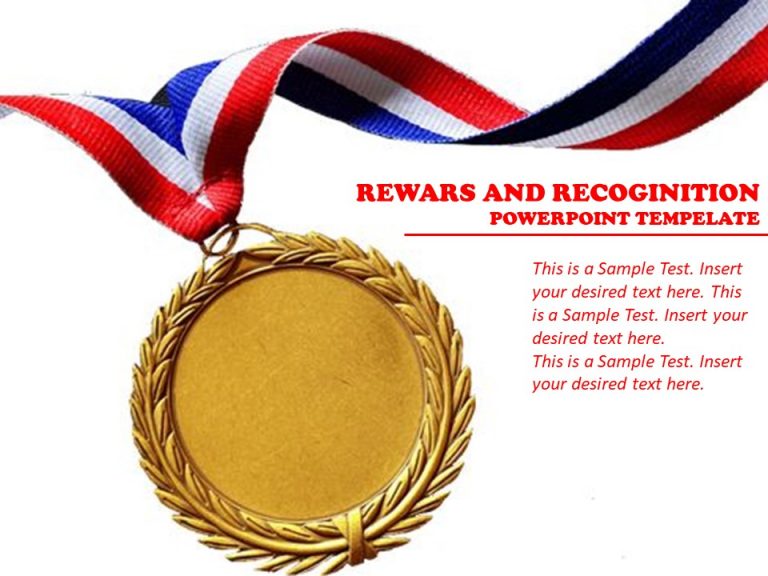 REWARS AND RECOGINITION
POWERPOINT TEMPELATE
This is a Sample Test. Insert
your desired text here. This
is a Sample Test. Insert your
desired text here.
This is a Sample Test. Insert
your desired text here.